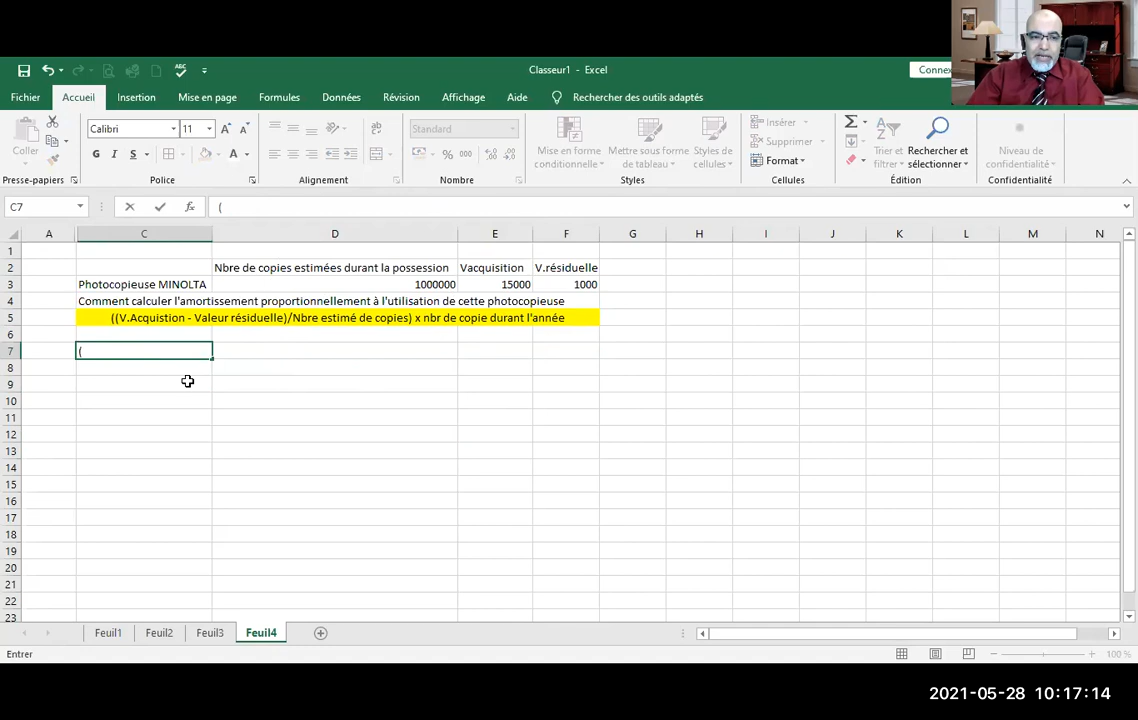 Classeur1 - Excel
Connex
Fichier Accueil Insertion Mise en page Formules Données Révision Affichage Aide Rechercher des outils adaptés
Coller
Calibri 11
G I S
Standard
% 000
Mise en forme conditionnelle
Mettre sous forme de tableau
Styles de cellules
Insérer
Supprimer
Format
Trier et filtrer
Rechercher et sélectionner
Niveau de confidentialité
Presse-papiers Police Alignement Nombre Styles Cellules Édition Confidentialité
C7 fx (
A C D E F G H I J K L M N
1
2 Nbre de copies estimées durant la possession Vacquisition V.résiduelle
3 Photocopieuse MINOLTA 1000000 15000 1000
4 Comment calculer l'amortissement proportionnellement à l'utilisation de cette photocopieuse
5 ((V.Acquistion - Valeur résiduelle)/Nbre estimé de copies) x nbr de copie durant l'année
6
7 (
8
9
10
11
12
13
14
15
16
17
18
19
20
21
22
23
Feuil1 Feuil2 Feuil3 Feuil4
Entrer 100 %
2021-05-28 10:17:14